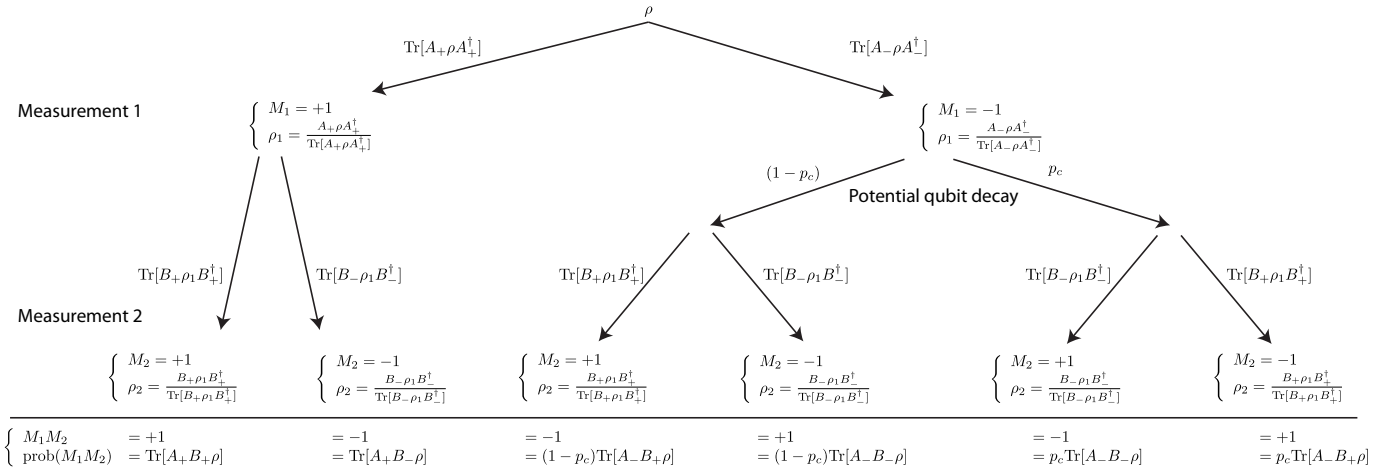 ρ
Tr[A₊ρA₊†] Tr[A₋ρA₋†]
Measurement 1
{ M₁ = +1 { M₁ = −1
ρ₁ = A₊ρA₊† / Tr[A₊ρA₊†] ρ₁ = A₋ρA₋† / Tr[A₋ρA₋†]
(1 − p_c) p_c
Potential qubit decay
Tr[B₊ρ₁B₊†] Tr[B₋ρ₁B₋†] Tr[B₊ρ₁B₊†] Tr[B₋ρ₁B₋†] Tr[B₋ρ₁B₋†] Tr[B₊ρ₁B₊†]
Measurement 2
{ M₂ = +1 { M₂ = −1 { M₂ = +1 { M₂ = −1 { M₂ = +1 { M₂ = −1
ρ₂ = B₊ρ₁B₊† / Tr[B₊ρ₁B₊†] ρ₂ = B₋ρ₁B₋† / Tr[B₋ρ₁B₋†] ρ₂ = B₊ρ₁B₊† / Tr[B₊ρ₁B₊†] ρ₂ = B₋ρ₁B₋† / Tr[B₋ρ₁B₋†] ρ₂ = B₋ρ₁B₋† / Tr[B₋ρ₁B₋†] ρ₂ = B₊ρ₁B₊† / Tr[B₊ρ₁B₊†]
{ M₁M₂ = +1 = −1 = −1 = +1 = −1 = +1
prob(M₁M₂) = Tr[A₊B₊ρ] = Tr[A₊B₋ρ] = (1 − p_c)Tr[A₋B₊ρ] = (1 − p_c)Tr[A₋B₋ρ] = p_cTr[A₋B₋ρ] = p_cTr[A₋B₊ρ]